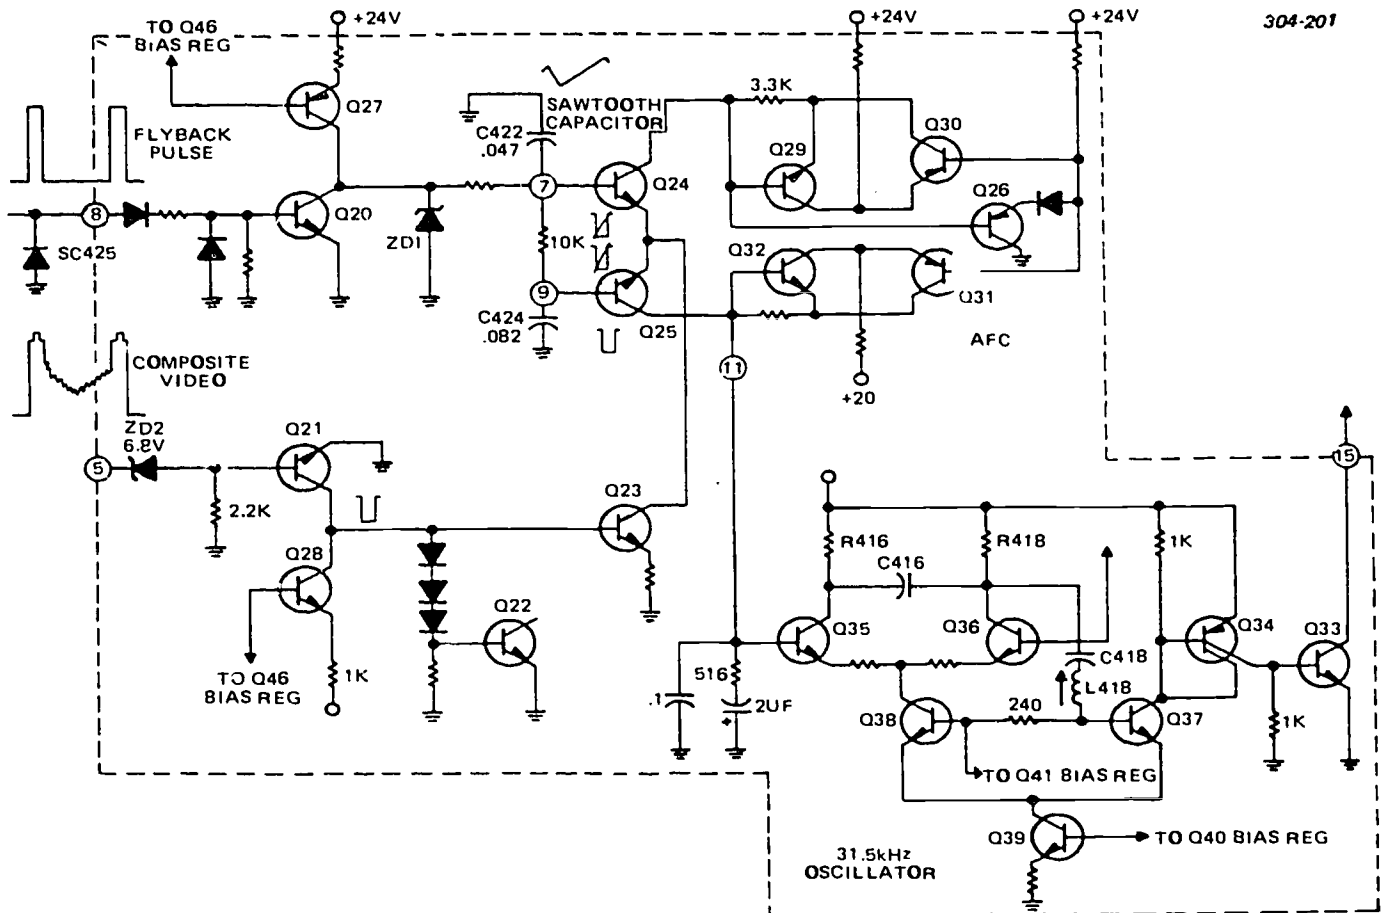 TO Q46
BIAS REG
+24V
+24V
+24V
304-201
Q27
FLYBACK
PULSE
SAWTOOTH
CAPACITOR
3.3K
C422
.047
Q30
Q29
7
Q24
8
Q20
Q26
SC425
ZD1
10K
Q32
9
Q31
C424
.082
Q25
AFC
COMPOSITE
VIDEO
11
+20
ZD2
6.8V
Q21
5
15
Q23
2.2K
R416
R418
1K
C416
Q28
Q22
Q35
Q36
Q34
Q33
C418
516
TO Q46
BIAS REG
1K
.1
2UF
+
L418
Q38
240
Q37
1K
TO Q41 BIAS REG
Q39
TO Q40 BIAS REG
31.5kHz
OSCILLATOR